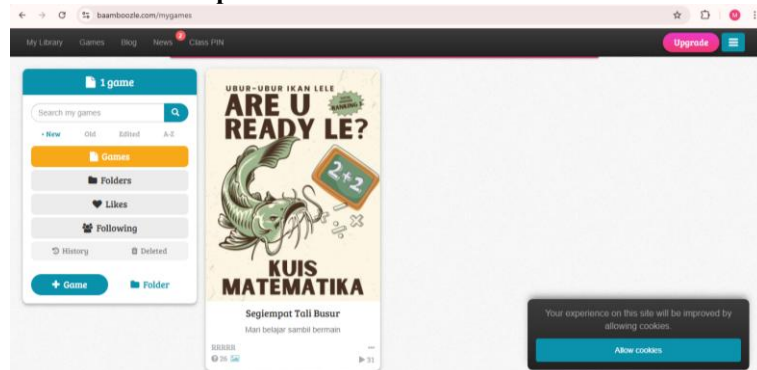 baamboozle.com/mygames
My Library Games Blog News 2 Class PIN
Upgrade
1 game
Search my games
• New Old Edited A-Z
Games
Folders
Likes
Following
History Deleted
+ Game Folder
UBUR-UBUR IKAN LELE
ARE U
READY LE?
2+2
KUIS
MATEMATIKA
Segiempat Tali Busur
Mari belajar sambil bermain
Your experience on this site will be improved by
allowing cookies.
Allow cookies